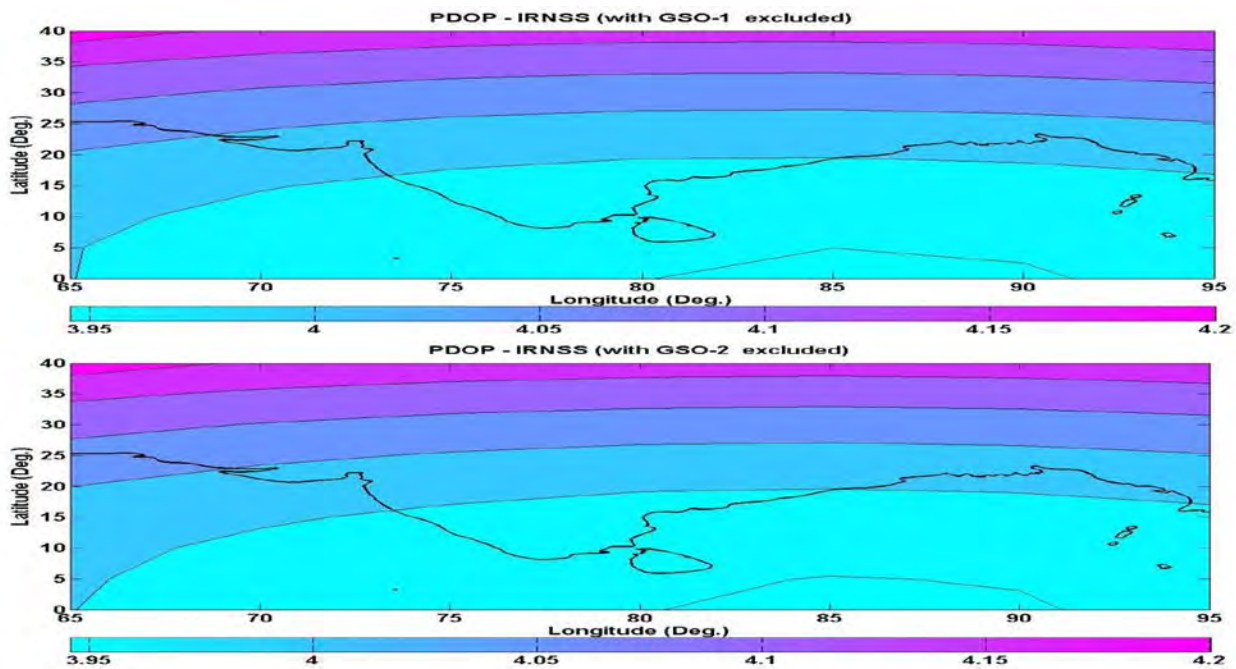 PDOP - IRNSS (with GSO-1 excluded)
40
35
30
25
20
15
10
5
0
Latitude (Deg.)
65 70 75 80 85 90 95
Longitude (Deg.)
3.95 4 4.05 4.1 4.15 4.2
PDOP - IRNSS (with GSO-2 excluded)
40
35
30
25
20
15
10
5
0
Latitude (Deg.)
65 70 75 80 85 90 95
Longitude (Deg.)
3.95 4 4.05 4.1 4.15 4.2